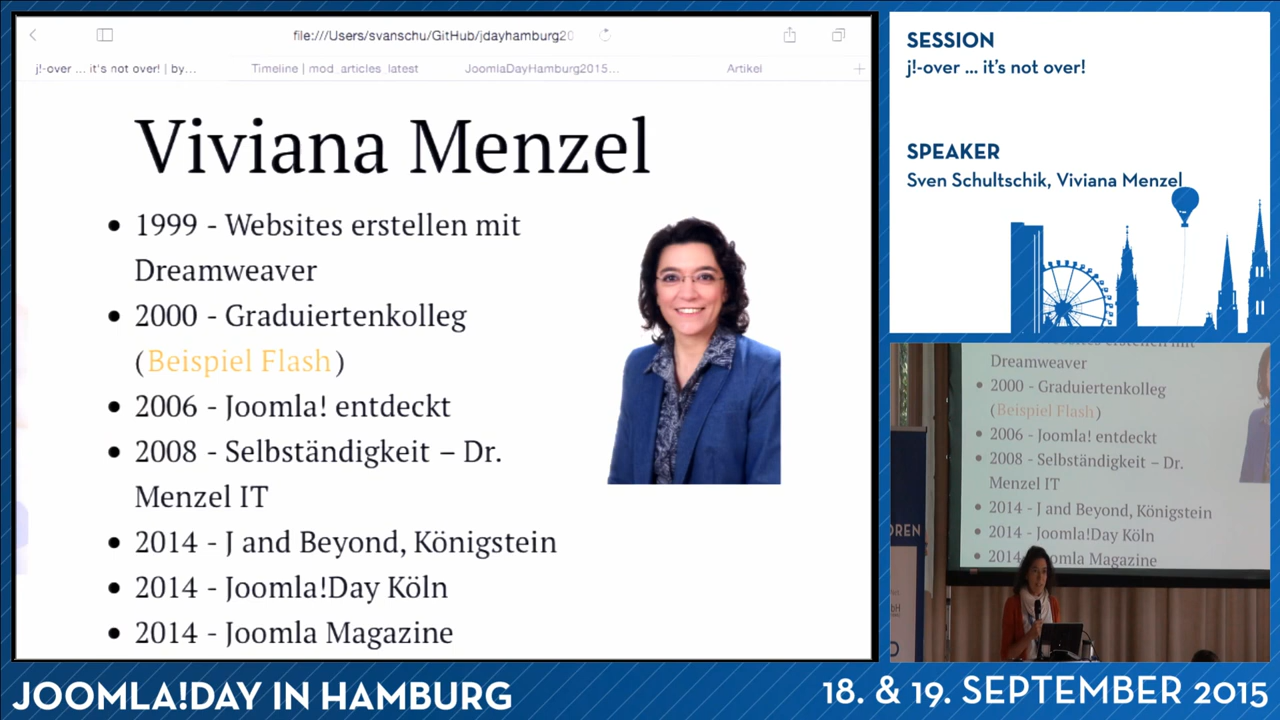 file:///Users/svanschu/GitHub/jdayhamburg20
j!-over ... it's not over! | by...
Timeline | mod_articles_latest
JoomlaDayHamburg2015...
Artikel
Viviana Menzel
• 1999 - Websites erstellen mit
Dreamweaver
• 2000 - Graduiertenkolleg
(Beispiel Flash)
• 2006 - Joomla! entdeckt
• 2008 - Selbständigkeit – Dr.
Menzel IT
• 2014 - J and Beyond, Königstein
• 2014 - Joomla!Day Köln
• 2014 - Joomla Magazine
SESSION
j!-over ... it's not over!
SPEAKER
Sven Schultschik, Viviana Menzel
Dreamweaver
• 2000 - Graduiertenkolleg
(Beispiel Flash)
• 2006 - Joomla! entdeckt
• 2008 - Selbständigkeit – Dr.
Menzel IT
• 2014 - J and Beyond, Königstein
• 2014 - Joomla!Day Köln
• 2014 Joomla Magazine
JOOMLA!DAY IN HAMBURG
18. & 19. SEPTEMBER 2015